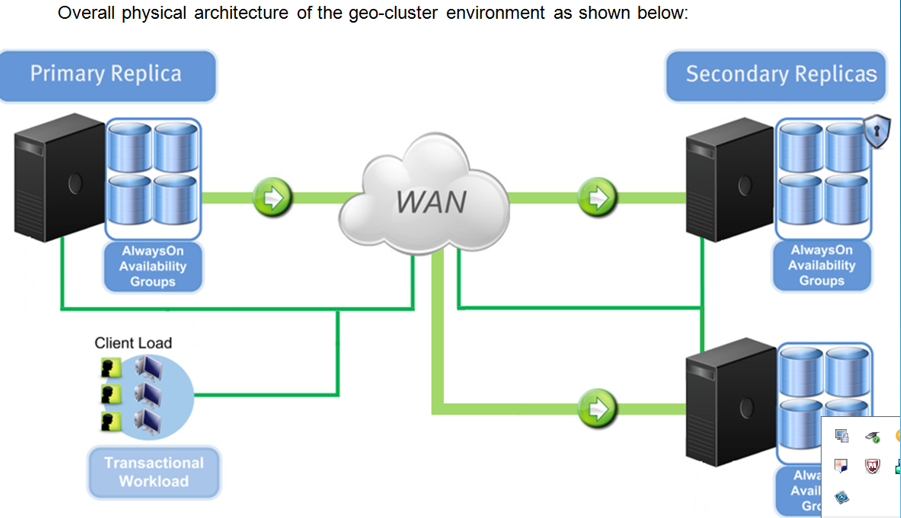 Overall physical architecture of the geo-cluster environment as shown below:
Primary Replica
Secondary Replicas
WAN
AlwaysOn
Availability
Groups
AlwaysOn
Availability
Groups
Client Load
Transactional
Workload